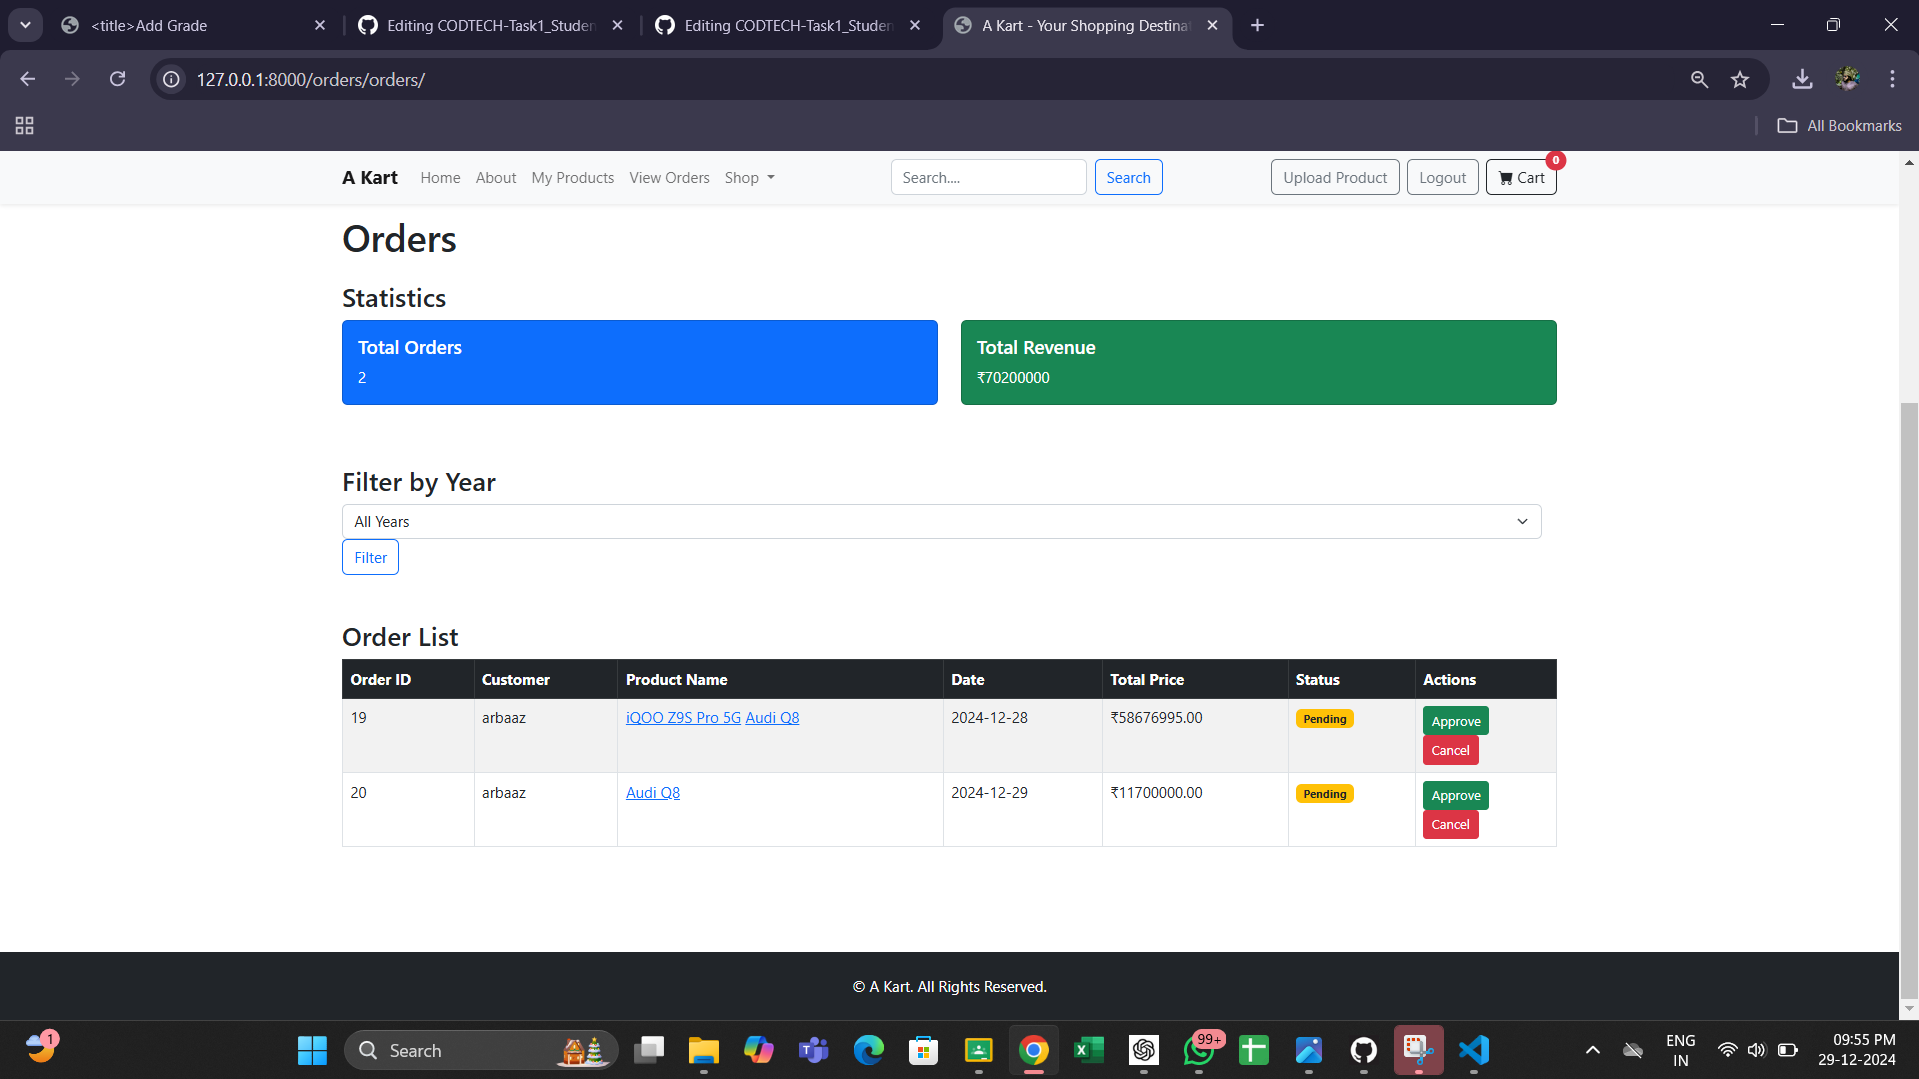 <title>Add Grade
Editing CODTECH-Task1_Studen
Editing CODTECH-Task1_Studen
A Kart - Your Shopping Destinat
127.0.0.1:8000/orders/orders/
All Bookmarks
A Kart Home About My Products View Orders Shop Search.... Search Upload Product Logout Cart 0
Orders
Statistics
Total Orders
2
Total Revenue
₹70200000
Filter by Year
All Years
Filter
Order List
Order ID Customer Product Name Date Total Price Status Actions
19 arbaaz iQOO Z9S Pro 5G Audi Q8 2024-12-28 ₹58676995.00 Pending Approve
Cancel
20 arbaaz Audi Q8 2024-12-29 ₹11700000.00 Pending Approve
Cancel
© A Kart. All Rights Reserved.
1
Search
99+
ENG
IN
09:55 PM
29-12-2024